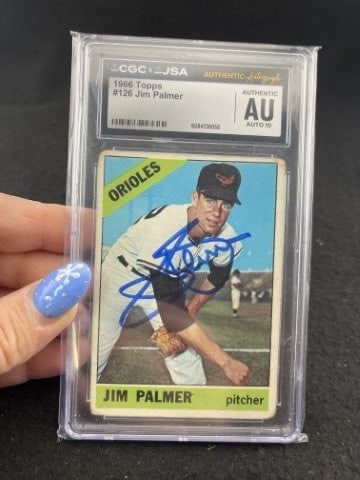 CGC x JSA
AUTHENTIC Autograph
1966 Topps
#126 Jim Palmer
AUTHENTIC
AU
AUTO 10
ORIOLES
JIM PALMER
pitcher